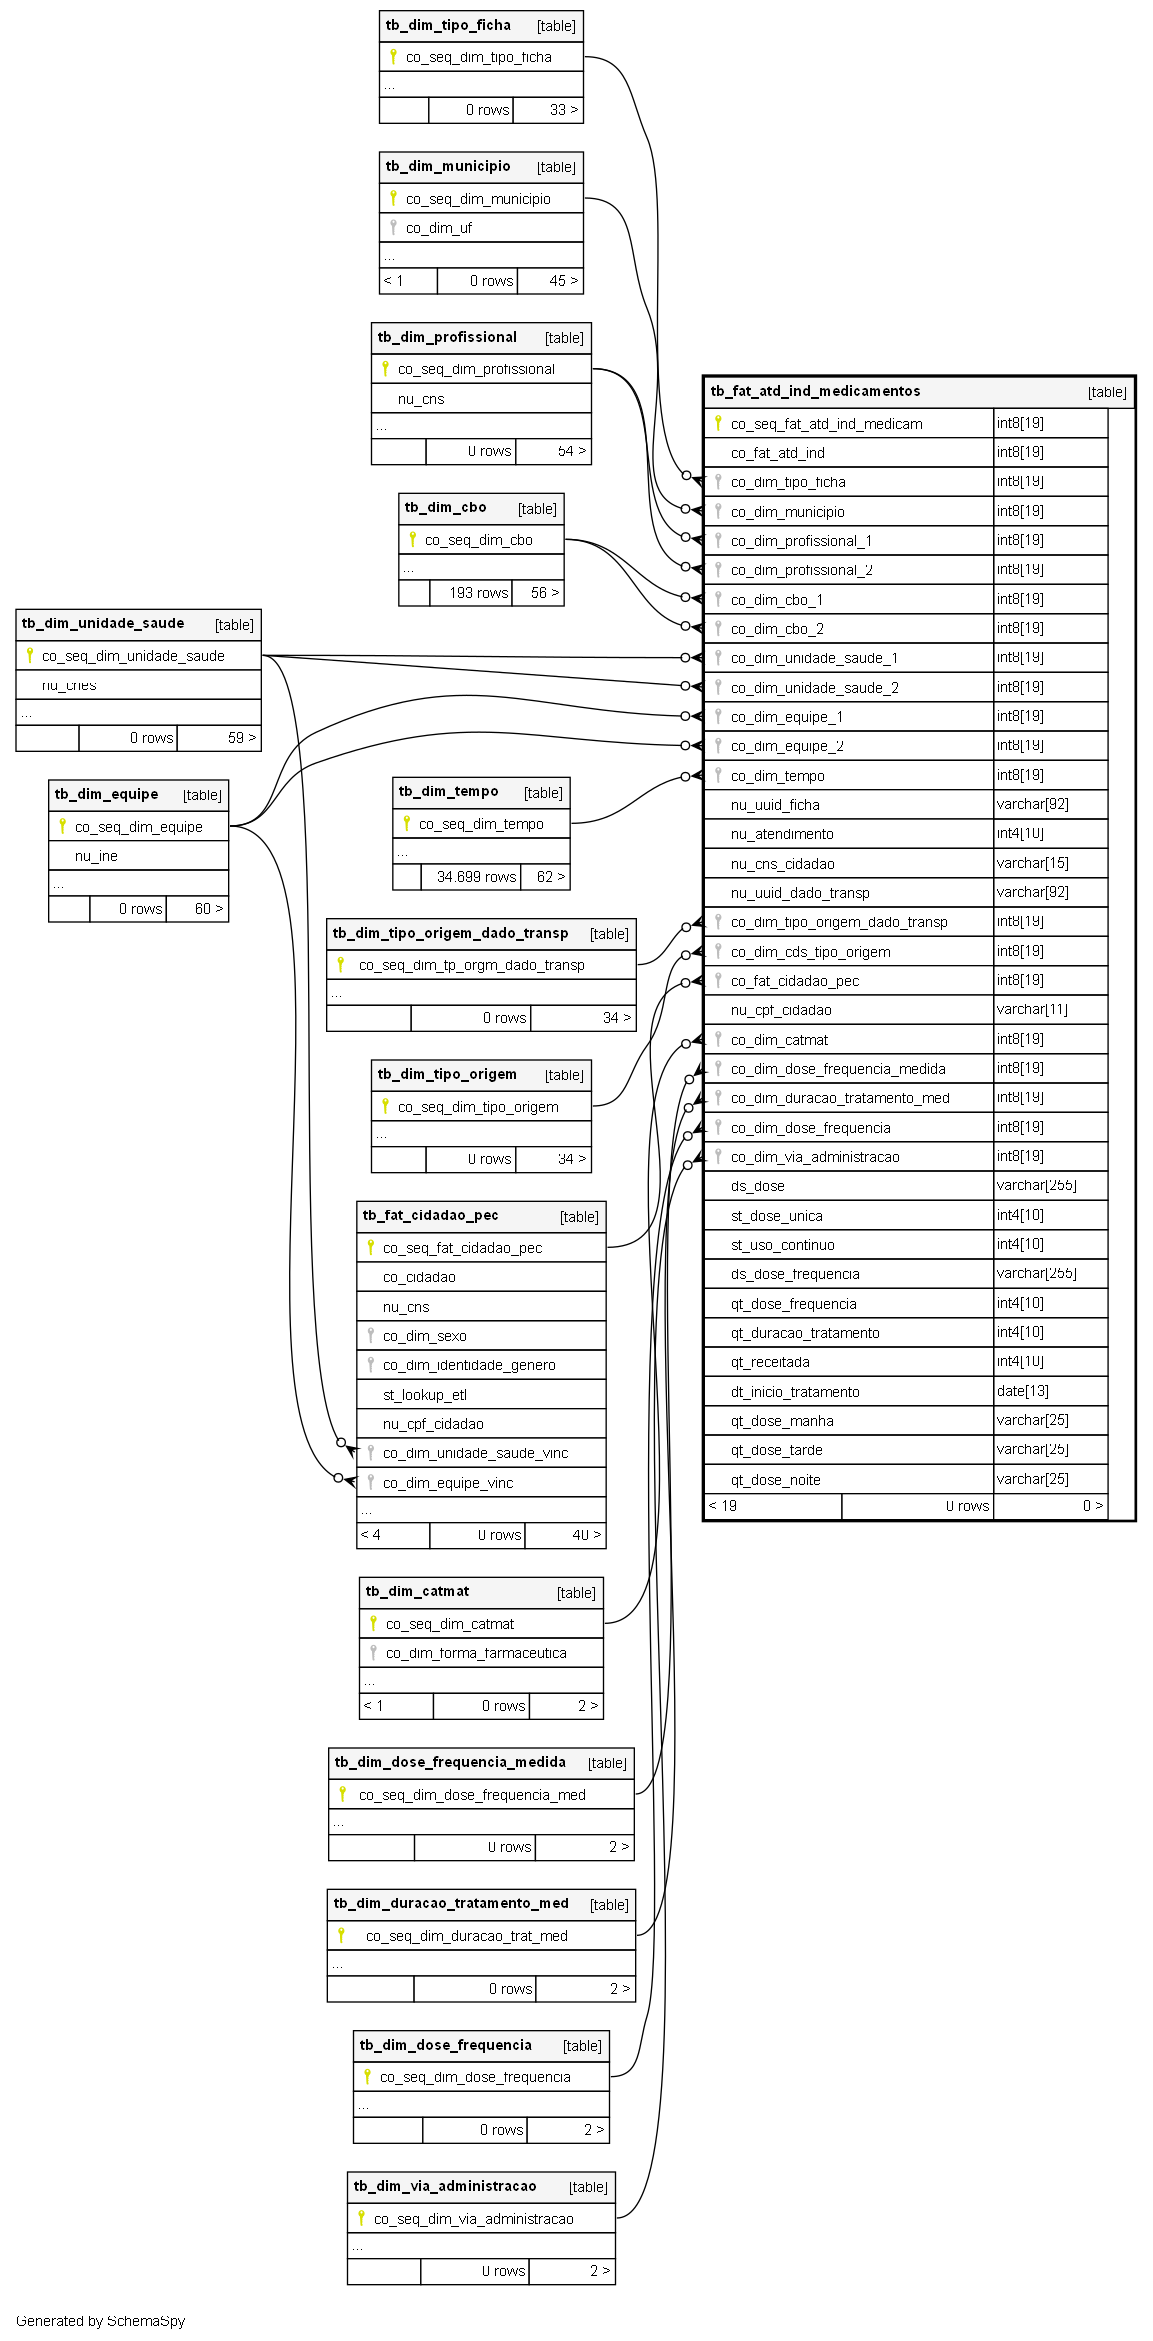 tb_dim_tipo_ficha [table]
co_seq_dim_tipo_ficha
...
0 rows 33 >
tb_dim_municipio [table]
co_seq_dim_municipio
co_dim_uf
...
< 1 0 rows 45 >
tb_dim_profissional [table]
co_seq_dim_profissional
nu_cns
...
0 rows 54 >
tb_dim_cbo [table]
co_seq_dim_cbo
...
193 rows 56 >
tb_dim_unidade_saude [table]
co_seq_dim_unidade_saude
nu_cnes
...
0 rows 59 >
tb_dim_equipe [table]
co_seq_dim_equipe
nu_ine
...
0 rows 60 >
tb_dim_tempo [table]
co_seq_dim_tempo
...
34.699 rows 62 >
tb_dim_tipo_origem_dado_transp [table]
co_seq_dim_tp_orgm_dado_transp
...
0 rows 34 >
tb_dim_tipo_origem [table]
co_seq_dim_tipo_origem
...
0 rows 34 >
tb_fat_cidadao_pec [table]
co_seq_fat_cidadao_pec
co_cidadao
nu_cns
co_dim_sexo
co_dim_identidade_genero
st_lookup_etl
nu_cpf_cidadao
co_dim_unidade_saude_vinc
co_dim_equipe_vinc
...
< 4 0 rows 40 >
tb_dim_catmat [table]
co_seq_dim_catmat
co_dim_forma_farmaceutica
...
< 1 0 rows 2 >
tb_dim_dose_frequencia_medida [table]
co_seq_dim_dose_frequencia_med
...
0 rows 2 >
tb_dim_duracao_tratamento_med [table]
co_seq_dim_duracao_trat_med
...
0 rows 2 >
tb_dim_dose_frequencia [table]
co_seq_dim_dose_frequencia
...
0 rows 2 >
tb_dim_via_administracao [table]
co_seq_dim_via_administracao
...
0 rows 2 >
tb_fat_atd_ind_medicamentos [table]
co_seq_fat_atd_ind_medicam int8[19]
co_fat_atd_ind int8[19]
co_dim_tipo_ficha int8[19]
co_dim_municipio int8[19]
co_dim_profissional_1 int8[19]
co_dim_profissional_2 int8[19]
co_dim_cbo_1 int8[19]
co_dim_cbo_2 int8[19]
co_dim_unidade_saude_1 int8[19]
co_dim_unidade_saude_2 int8[19]
co_dim_equipe_1 int8[19]
co_dim_equipe_2 int8[19]
co_dim_tempo int8[19]
nu_uuid_ficha varchar[92]
nu_atendimento int4[10]
nu_cns_cidadao varchar[15]
nu_uuid_dado_transp varchar[92]
co_dim_tipo_origem_dado_transp int8[19]
co_dim_cds_tipo_origem int8[19]
co_fat_cidadao_pec int8[19]
nu_cpf_cidadao varchar[11]
co_dim_catmat int8[19]
co_dim_dose_frequencia_medida int8[19]
co_dim_duracao_tratamento_med int8[19]
co_dim_dose_frequencia int8[19]
co_dim_via_administracao int8[19]
ds_dose varchar[255]
st_dose_unica int4[10]
st_uso_continuo int4[10]
ds_dose_frequencia varchar[255]
qt_dose_frequencia int4[10]
qt_duracao_tratamento int4[10]
qt_receitada int4[10]
dt_inicio_tratamento date[13]
qt_dose_manha varchar[25]
qt_dose_tarde varchar[25]
qt_dose_noite varchar[25]
< 19 0 rows 0 >
Generated by SchemaSpy